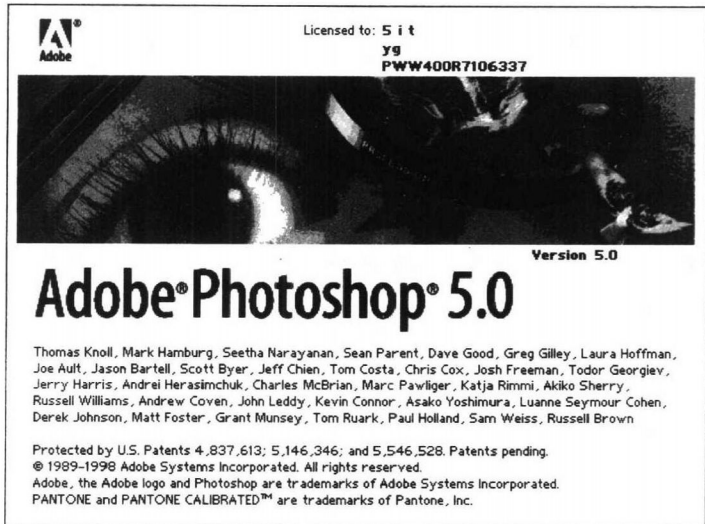 Adobe®
Licensed to: 5 i t
yg
PWW400R7106337
Version 5.0
Adobe® Photoshop® 5.0
Thomas Knoll, Mark Hamburg, Seetha Narayanan, Sean Parent, Dave Good, Greg Gilley, Laura Hoffman,
Joe Ault, Jason Bartell, Scott Byer, Jeff Chien, Tom Costa, Chris Cox, Josh Freeman, Todor Georgiev,
Jerry Harris, Andrei Herasimchuk, Charles McBrian, Marc Pawliger, Katja Rimmi, Akiko Sherry,
Russell Williams, Andrew Coven, John Leddy, Kevin Connor, Asako Yoshimura, Luanne Seymour Cohen,
Derek Johnson, Matt Foster, Grant Munsey, Tom Ruark, Paul Holland, Sam Weiss, Russell Brown
Protected by U.S. Patents 4,837,613; 5,146,346; and 5,546,528. Patents pending.
© 1989-1998 Adobe Systems Incorporated. All rights reserved.
Adobe, the Adobe logo and Photoshop are trademarks of Adobe Systems Incorporated.
PANTONE and PANTONE CALIBRATED™ are trademarks of Pantone, Inc.